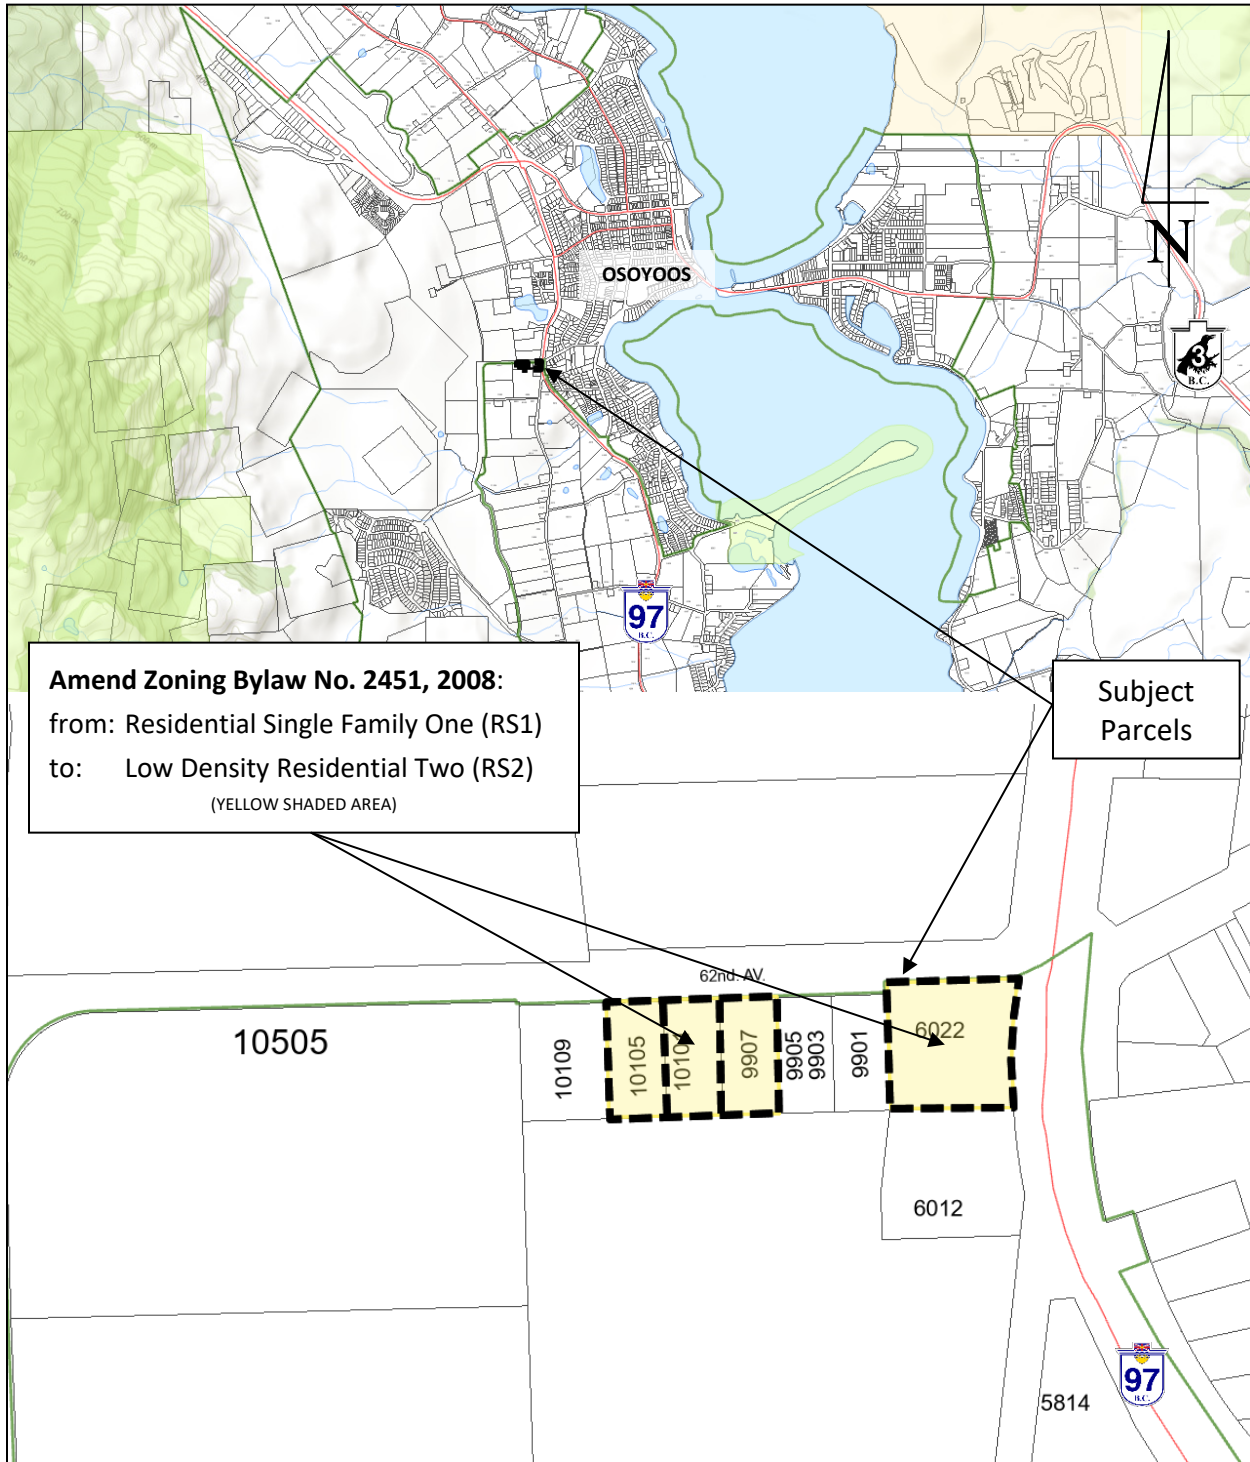 OSOYOOS
N
3
B.C.
97
B.C.
Amend Zoning Bylaw No. 2451, 2008:
from: Residential Single Family One (RS1)
to: Low Density Residential Two (RS2)
(YELLOW SHADED AREA)
Subject
Parcels
62nd. AV.
10505
10109
10105
9907
9905
9903
9901
6022
6012
97
B.C.
5814